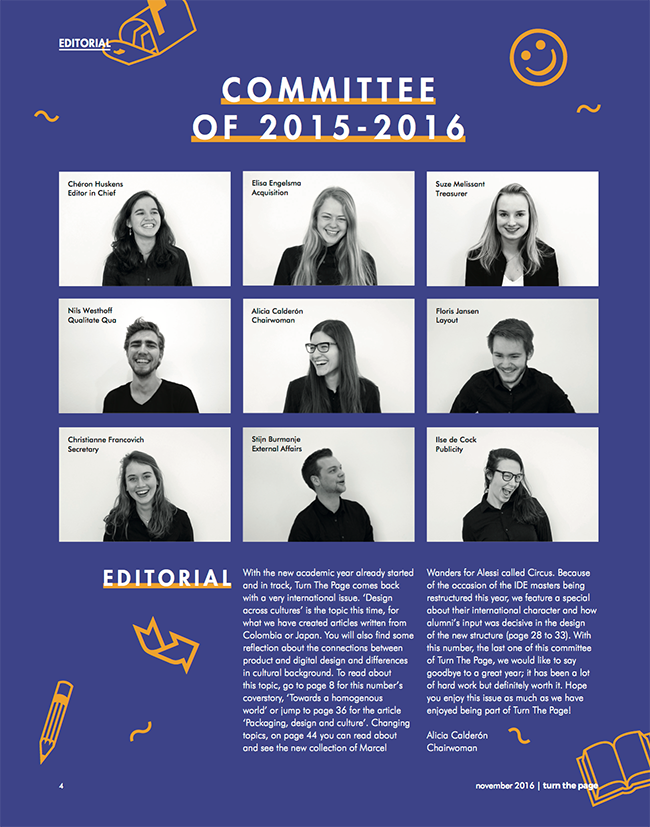 EDITORIAL
COMMITTEE
OF 2015-2016
Chéron Huskens
Editor in Chief
Elisa Engelsma
Acquisition
Suze Melissant
Treasurer
Nils Westhoff
Qualitate Qua
Alicia Calderón
Chairwoman
Floris Jansen
Layout
Christianne Francovich
Secretary
Stijn Burmanje
External Affairs
Ilse de Cock
Publicity
EDITORIAL
With the new academic year already started
and in track, Turn The Page comes back
with a very international issue. ‘Design
across cultures’ is the topic this time, for
what we have created articles written from
Colombia or Japan. You will also find some
reflection about the connections between
product and digital design and differences
in cultural background. To read about
this topic, go to page 8 for this number’s
coverstory, ‘Towards a homogenous
world’ or jump to page 36 for the article
‘Packaging, design and culture’. Changing
topics, on page 44 you can read about
and see the new collection of Marcel
Wanders for Alessi called Circus. Because
of the occasion of the IDE masters being
restructured this year, we feature a special
about their international character and how
alumni’s input was decisive in the design
of the new structure (page 28 to 33). With
this number, the last one of this committee
of Turn The Page, we would like to say
goodbye to a great year; it has been a lot
of hard work but definitely worth it. Hope
you enjoy this issue as much as we have
enjoyed being part of Turn The Page!
Alicia Calderón
Chairwoman
4
november 2016 | turn the page